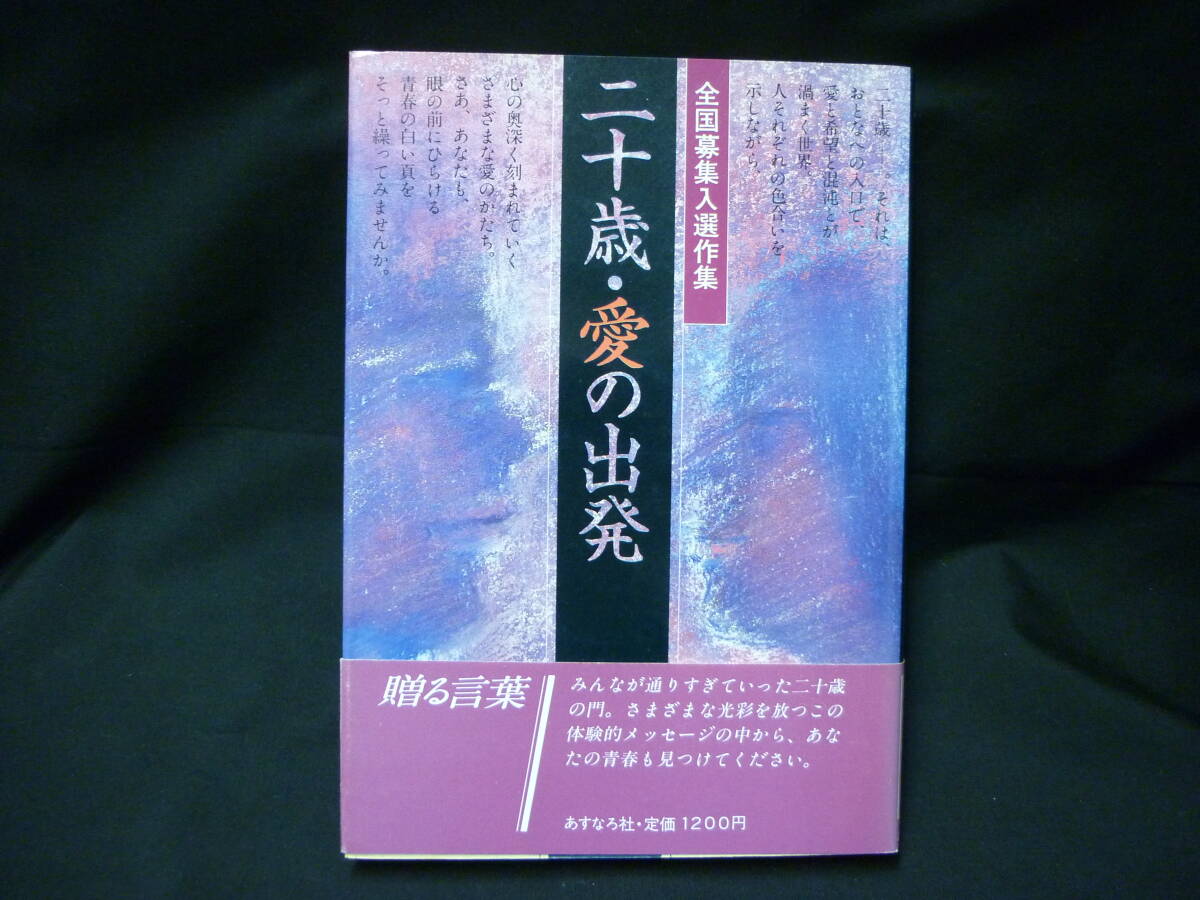 二十歳――。それは、
おとなへの入口で、
愛と希望と混沌とが
渦まく世界。
人それぞれの色合いを
示しながら、
全国募集入選作集
二十歳・愛の出発
心の奥深く刻まれていく
さまざまな愛のかたち。
さあ、あなたも、
眼の前にひらける
青春の白い頁を
そっと繰ってみませんか。
贈る言葉
みんなが通りすぎていった二十歳
の門。さまざまな光彩を放つこの
体験的メッセージの中から、あな
たの青春も見つけてください。
あすなろ社・定価1200円